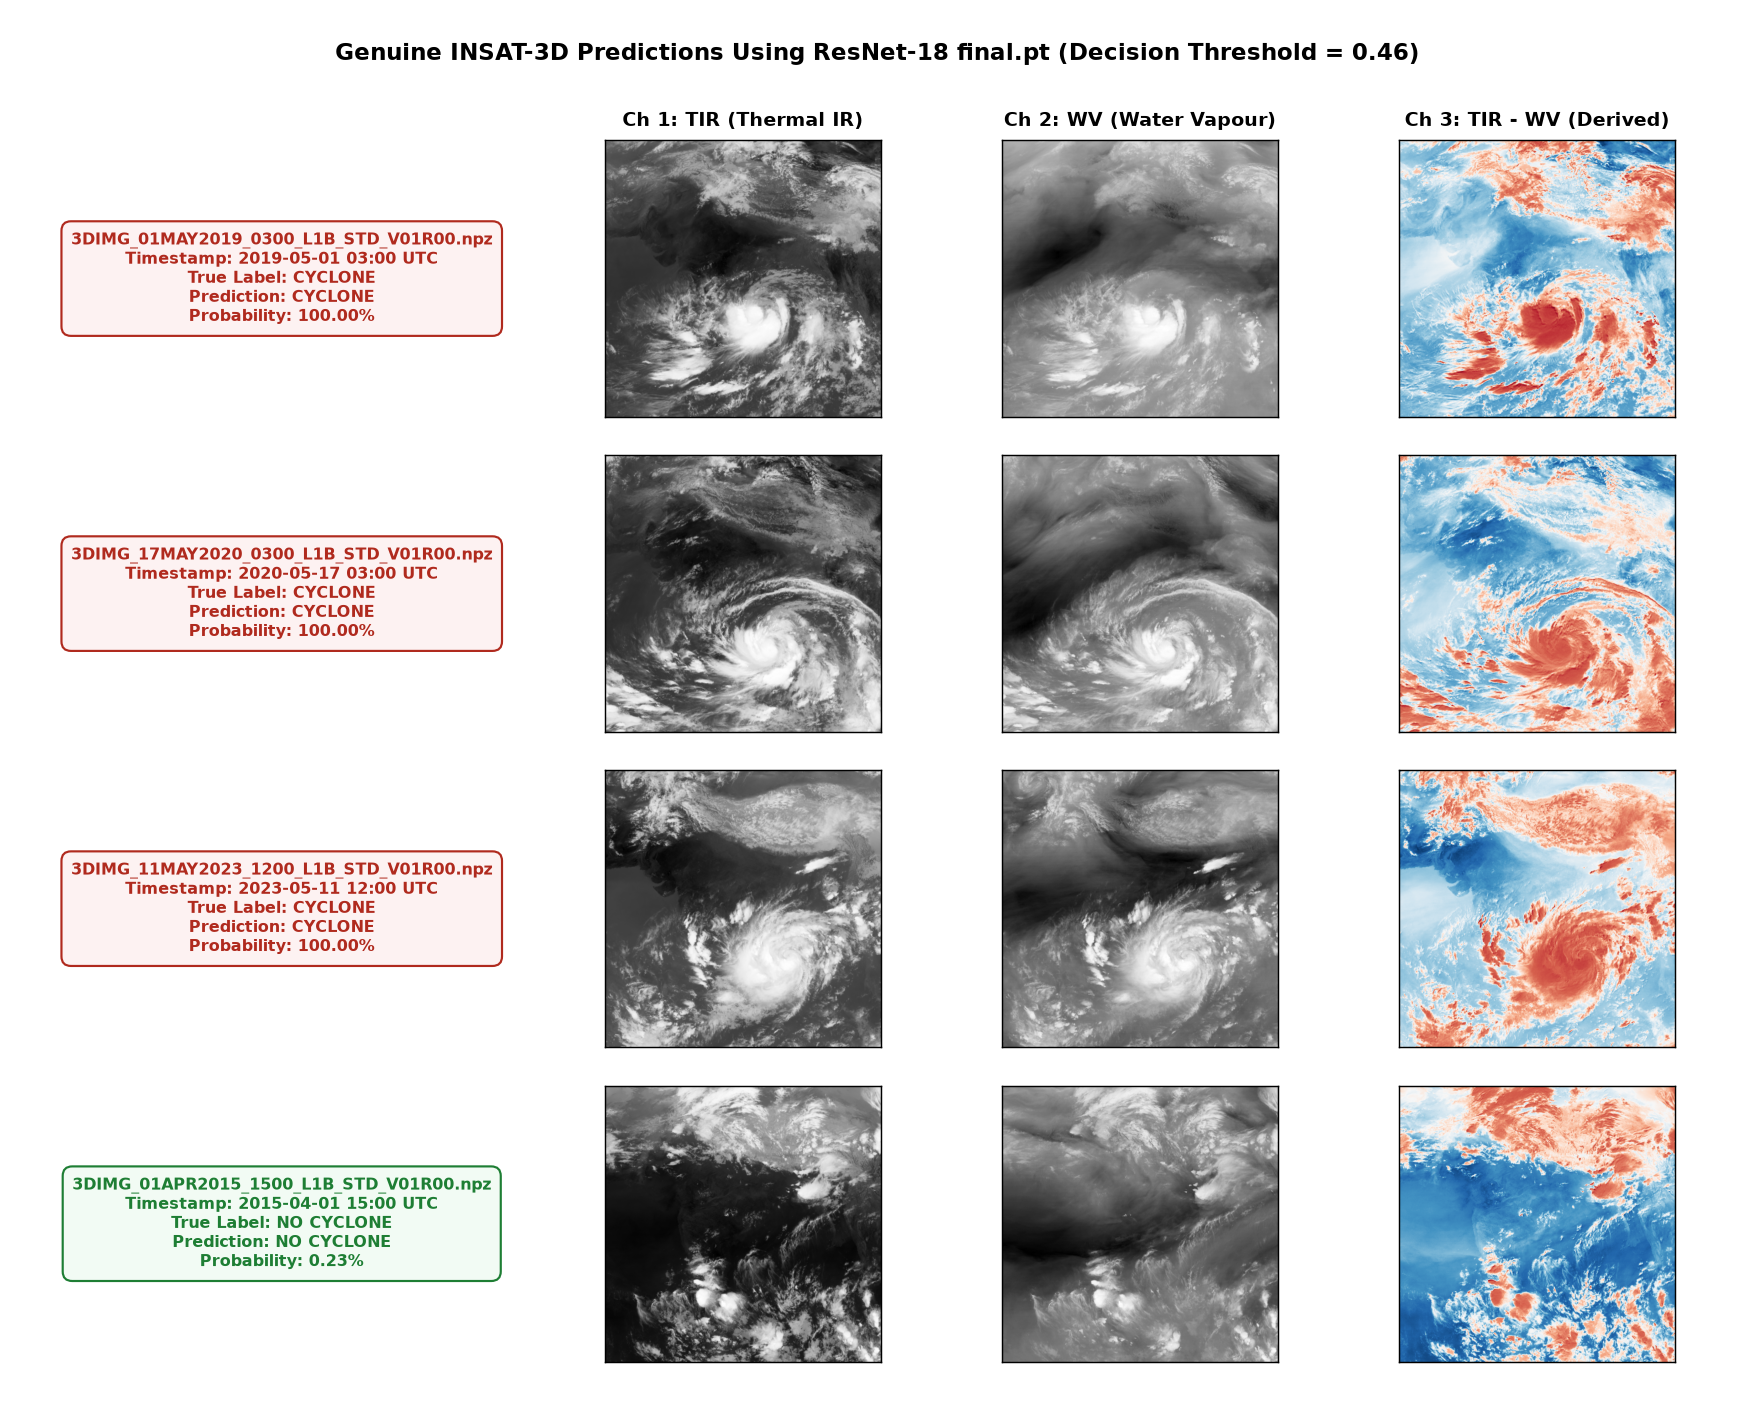 Genuine INSAT-3D Predictions Using ResNet-18 final.pt (Decision Threshold = 0.46)
Ch 1: TIR (Thermal IR)
Ch 2: WV (Water Vapour)
Ch 3: TIR - WV (Derived)
3DIMG_01MAY2019_0300_L1B_STD_V01R00.npz
Timestamp: 2019-05-01 03:00 UTC
True Label: CYCLONE
Prediction: CYCLONE
Probability: 100.00%
3DIMG_17MAY2020_0300_L1B_STD_V01R00.npz
Timestamp: 2020-05-17 03:00 UTC
True Label: CYCLONE
Prediction: CYCLONE
Probability: 100.00%
3DIMG_11MAY2023_1200_L1B_STD_V01R00.npz
Timestamp: 2023-05-11 12:00 UTC
True Label: CYCLONE
Prediction: CYCLONE
Probability: 100.00%
3DIMG_01APR2015_1500_L1B_STD_V01R00.npz
Timestamp: 2015-04-01 15:00 UTC
True Label: NO CYCLONE
Prediction: NO CYCLONE
Probability: 0.23%